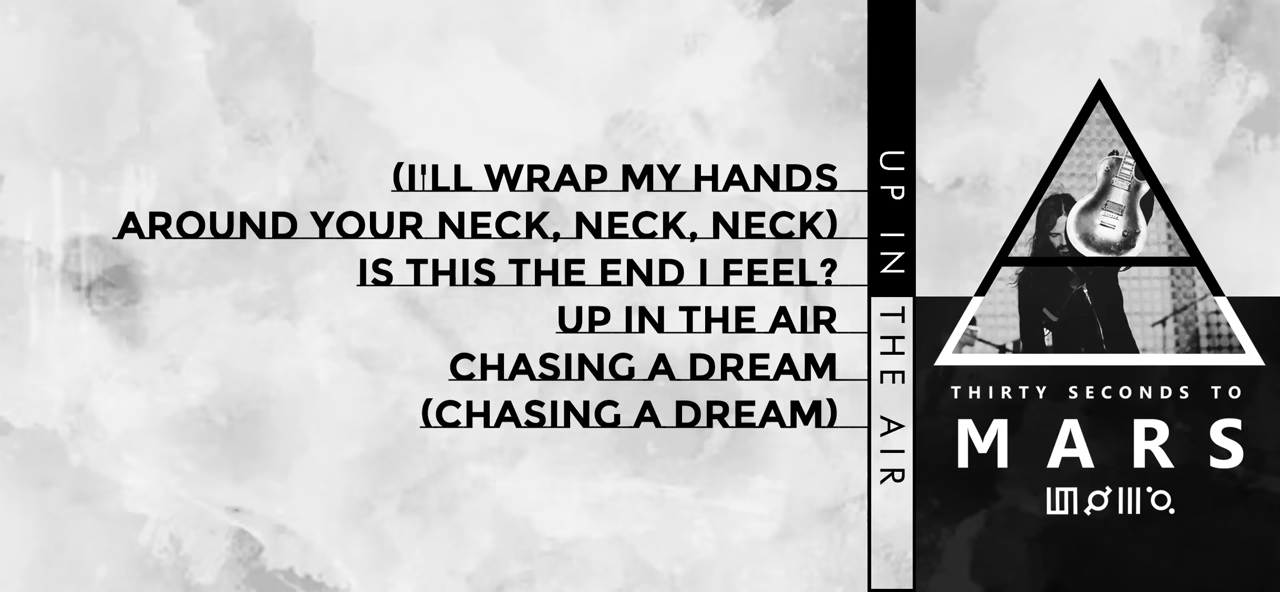 (I'LL WRAP MY HANDS
AROUND YOUR NECK, NECK, NECK)
IS THIS THE END I FEEL?
UP IN THE AIR
CHASING A DREAM
(CHASING A DREAM)
UP IN THE AIR
THIRTY SECONDS TO
MARS